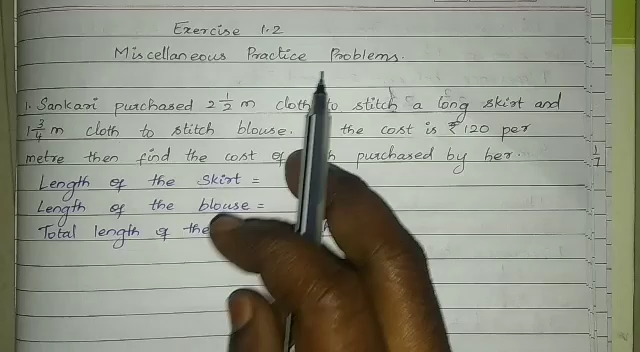 Exercise 1.2
Miscellaneous Practice Problems.
1. Sankari purchased 2 1/2 m cloth to stitch a long skirt and
1 3/4 m cloth to stitch blouse. the cost is ₹ 120 per
metre then find the cost of purchased by her.
1/7
Length of the skirt =
Length of the blouse =
Total length of the